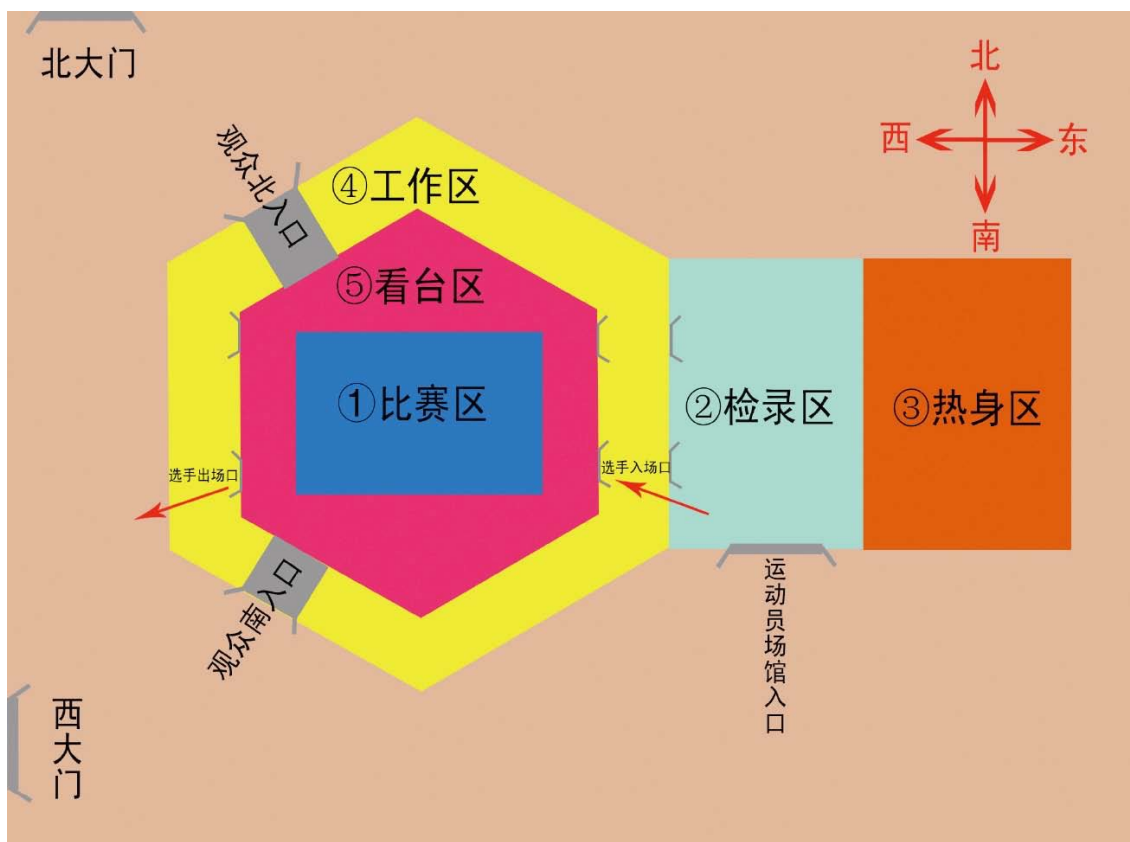 北大门
北
西
东
南
观众北入口
④工作区
⑤看台区
①比赛区
②检录区
③热身区
选手出场口
选手入场口
观众南入口
运动员场馆入口
西大门